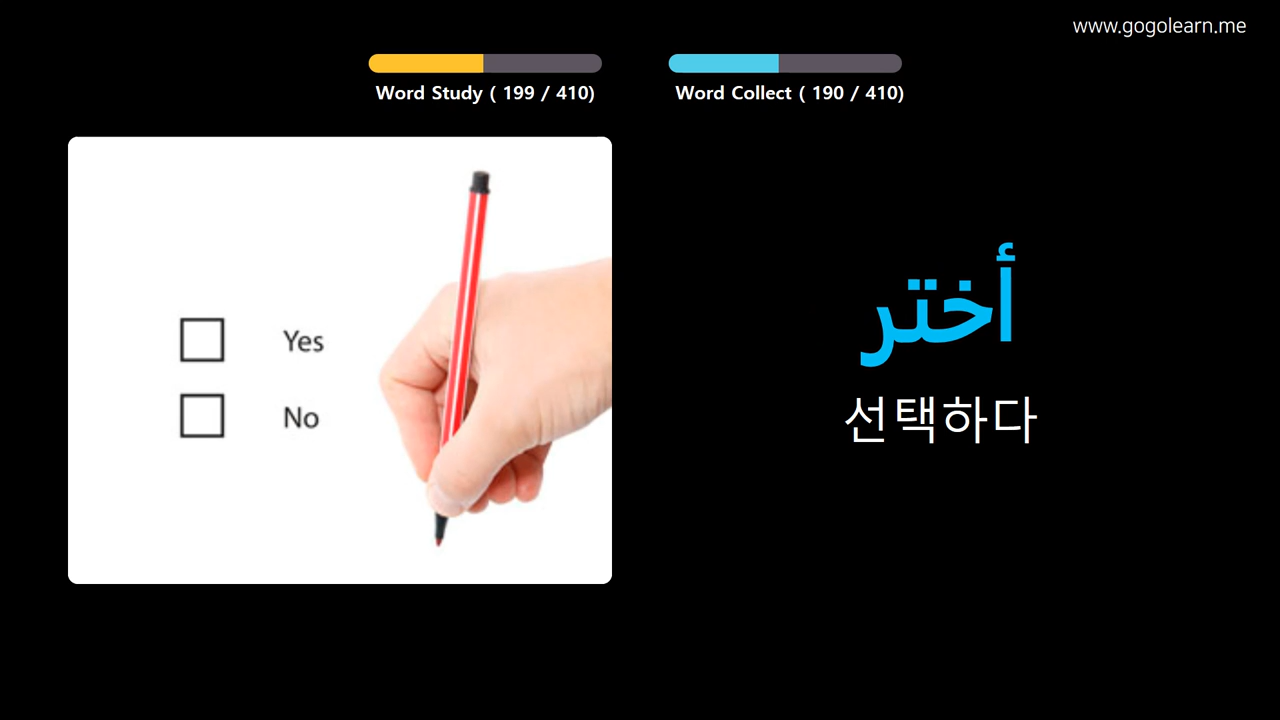 www.gogolearn.me
Word Study ( 199 / 410)
Word Collect ( 190 / 410)
Yes
No
أختر
선택하다